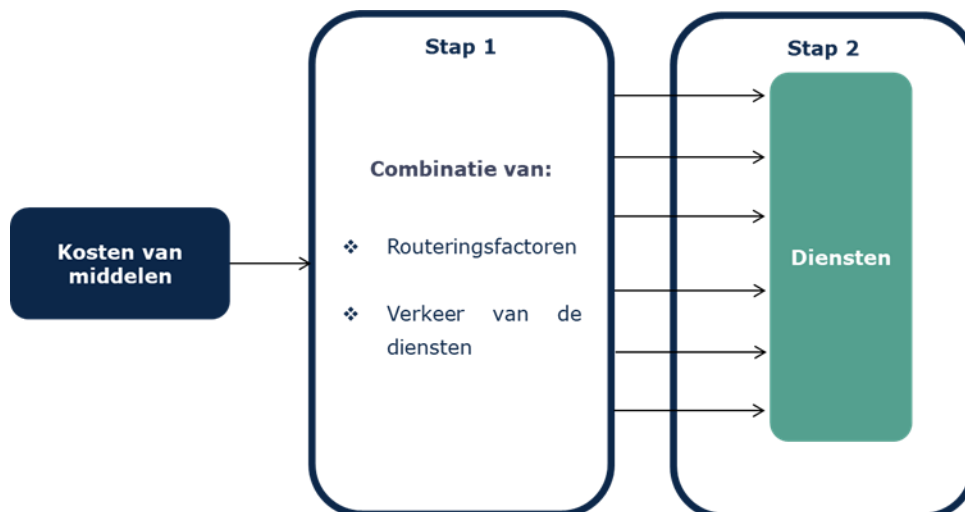 Stap 1
Stap 2
Combinatie van:
Kosten van
middelen
❖ Routeringsfactoren
Diensten
❖ Verkeer van de
diensten